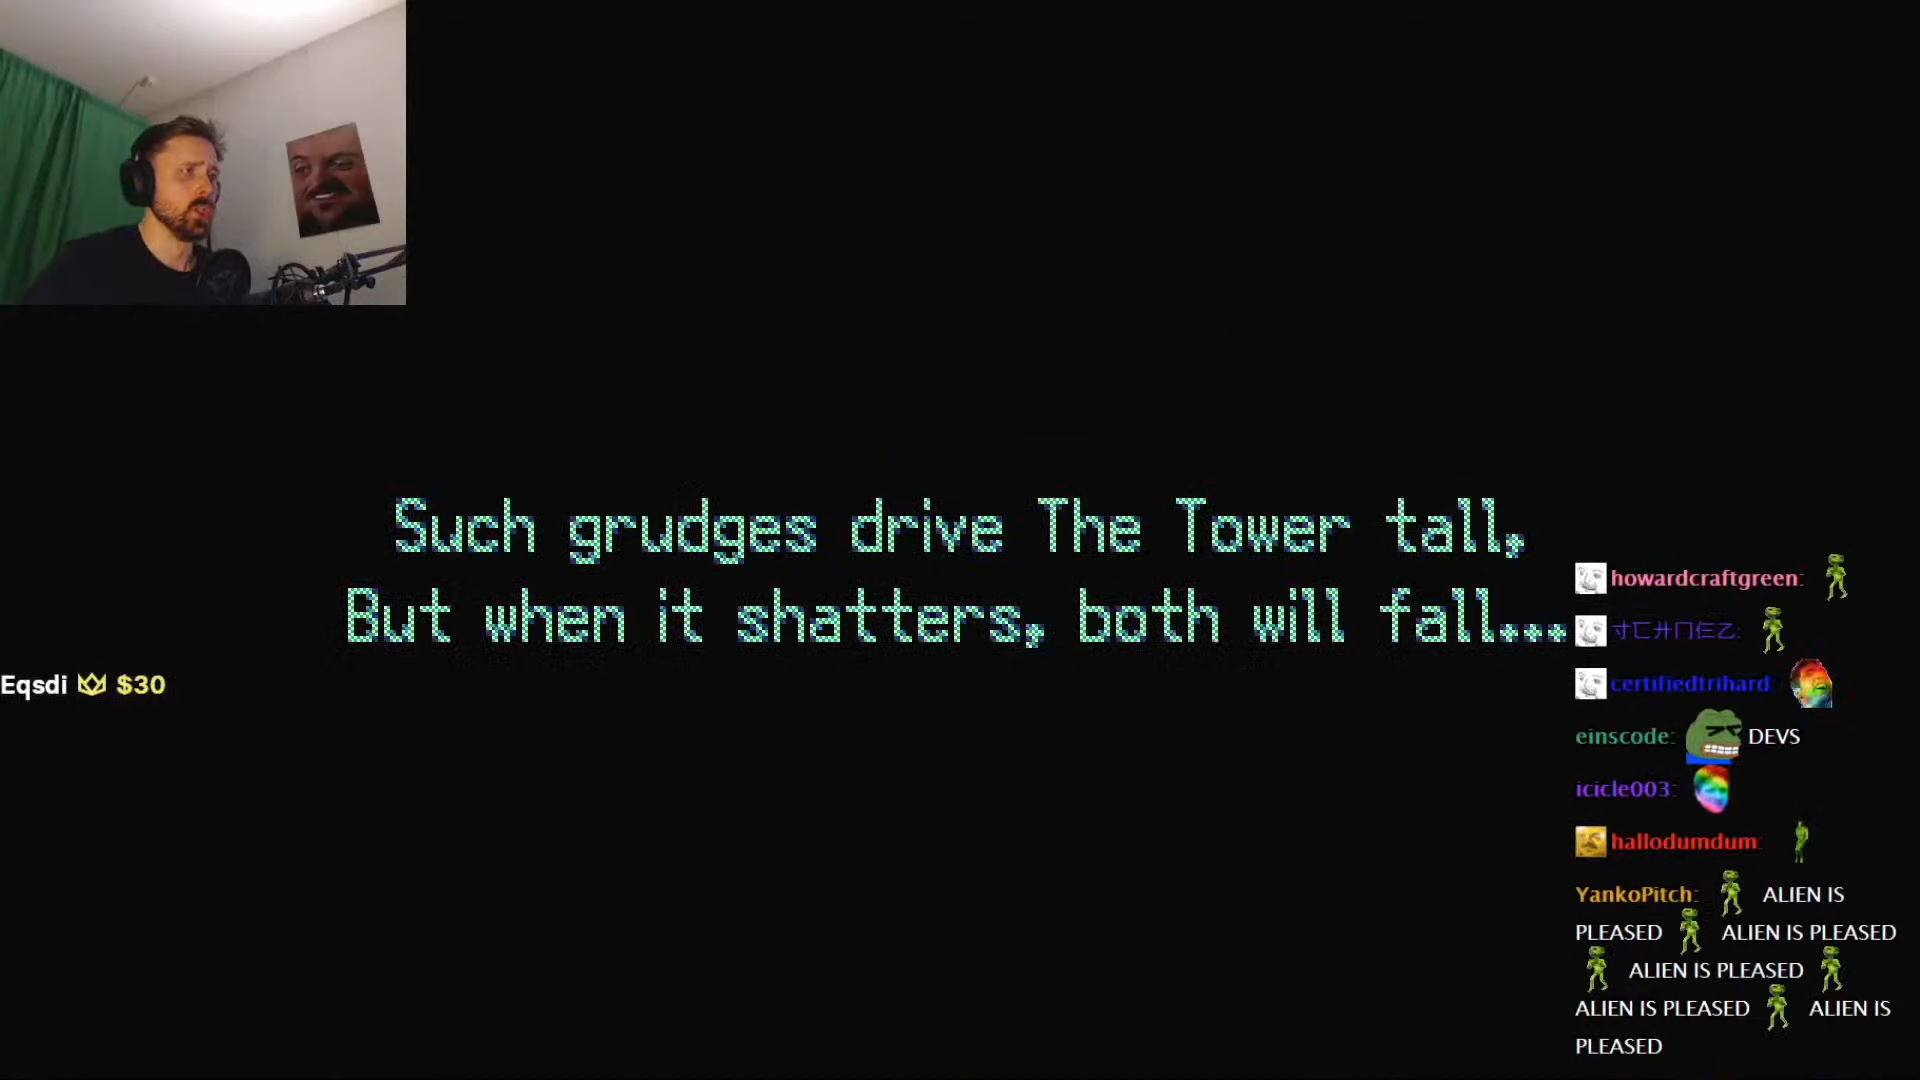 Such grudges drive The Tower tall,
But when it shatters, both will fall...
Eqsdi $30
howardcraftgreen:
certifiedtrihard
einscode: DEVS
icicle003:
hallodumdum:
YankoPitch: ALIEN IS
PLEASED ALIEN IS PLEASED
ALIEN IS PLEASED
ALIEN IS PLEASED ALIEN IS
PLEASED